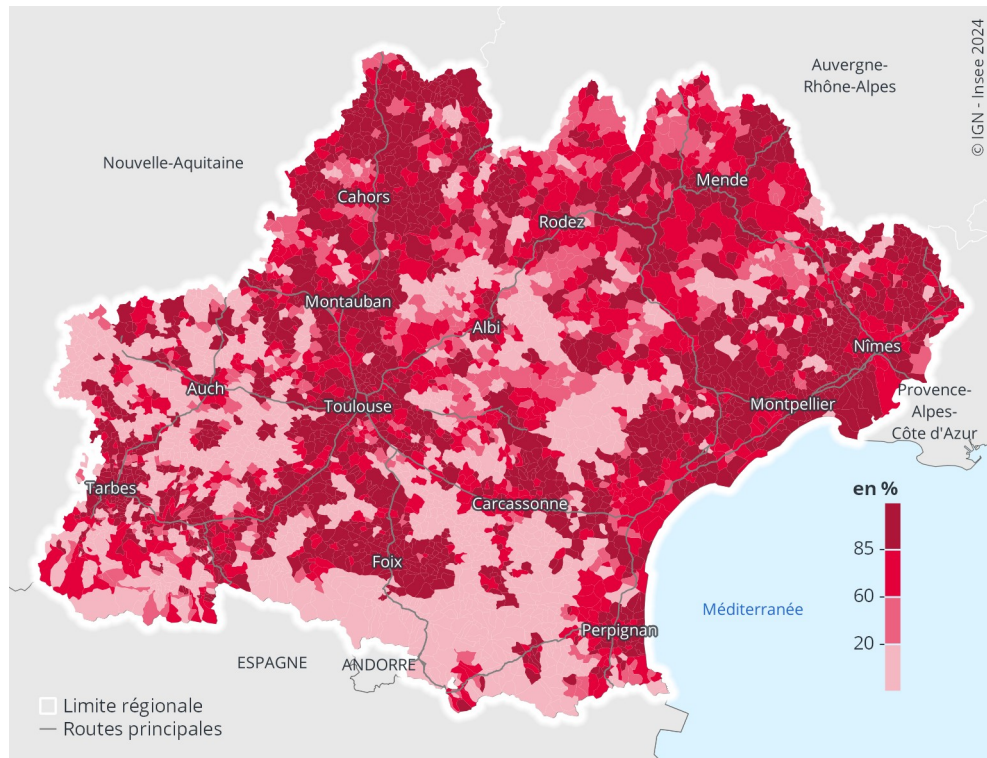 © IGN - Insee 2024
Auvergne-
Rhône-Alpes
Nouvelle-Aquitaine
Mende
Cahors
Rodez
Montauban
Albi
Nîmes
Auch
Toulouse
Montpellier
Provence-
Alpes-
Côte d'Azur
Tarbes
Carcassonne
en %
85
60
20
Foix
Méditerranée
Perpignan
ESPAGNE
ANDORRE
Limite régionale
Routes principales